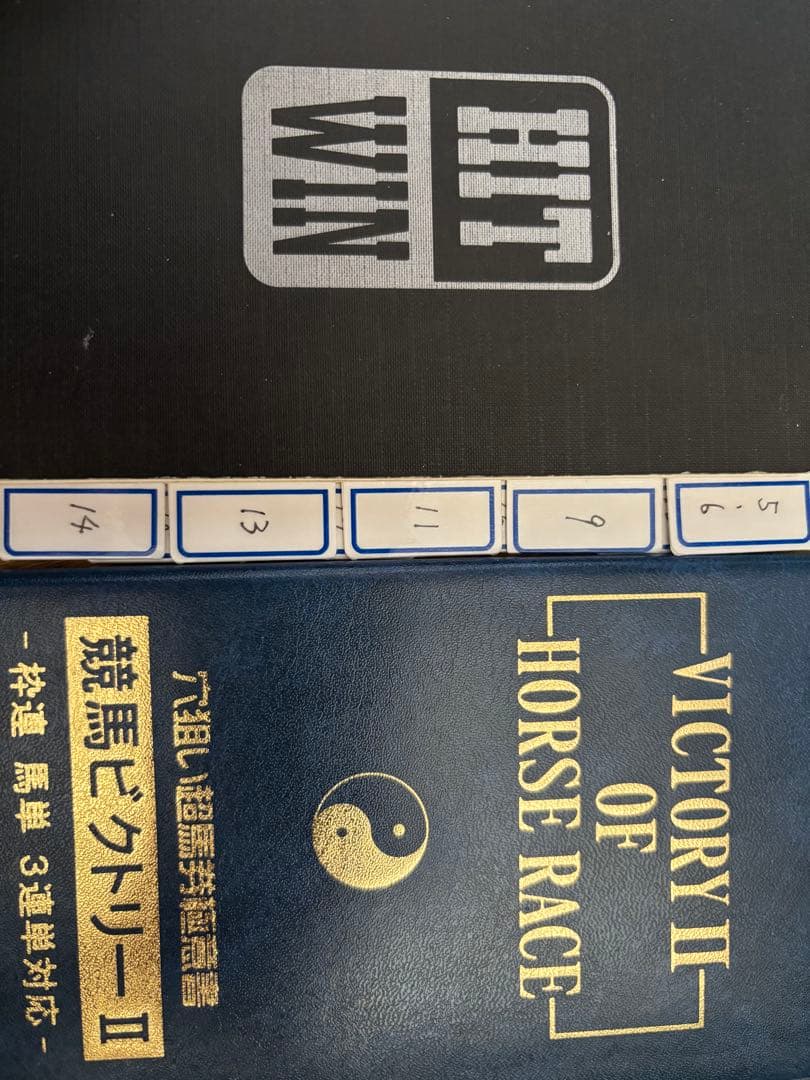 HIT
WIN
5.6
9
11
13
14
VICTORY II
OF
HORSE RACE
穴狙い超馬券極意書
競馬ビクトリーII
- 枠連 馬単 3連単対応 -